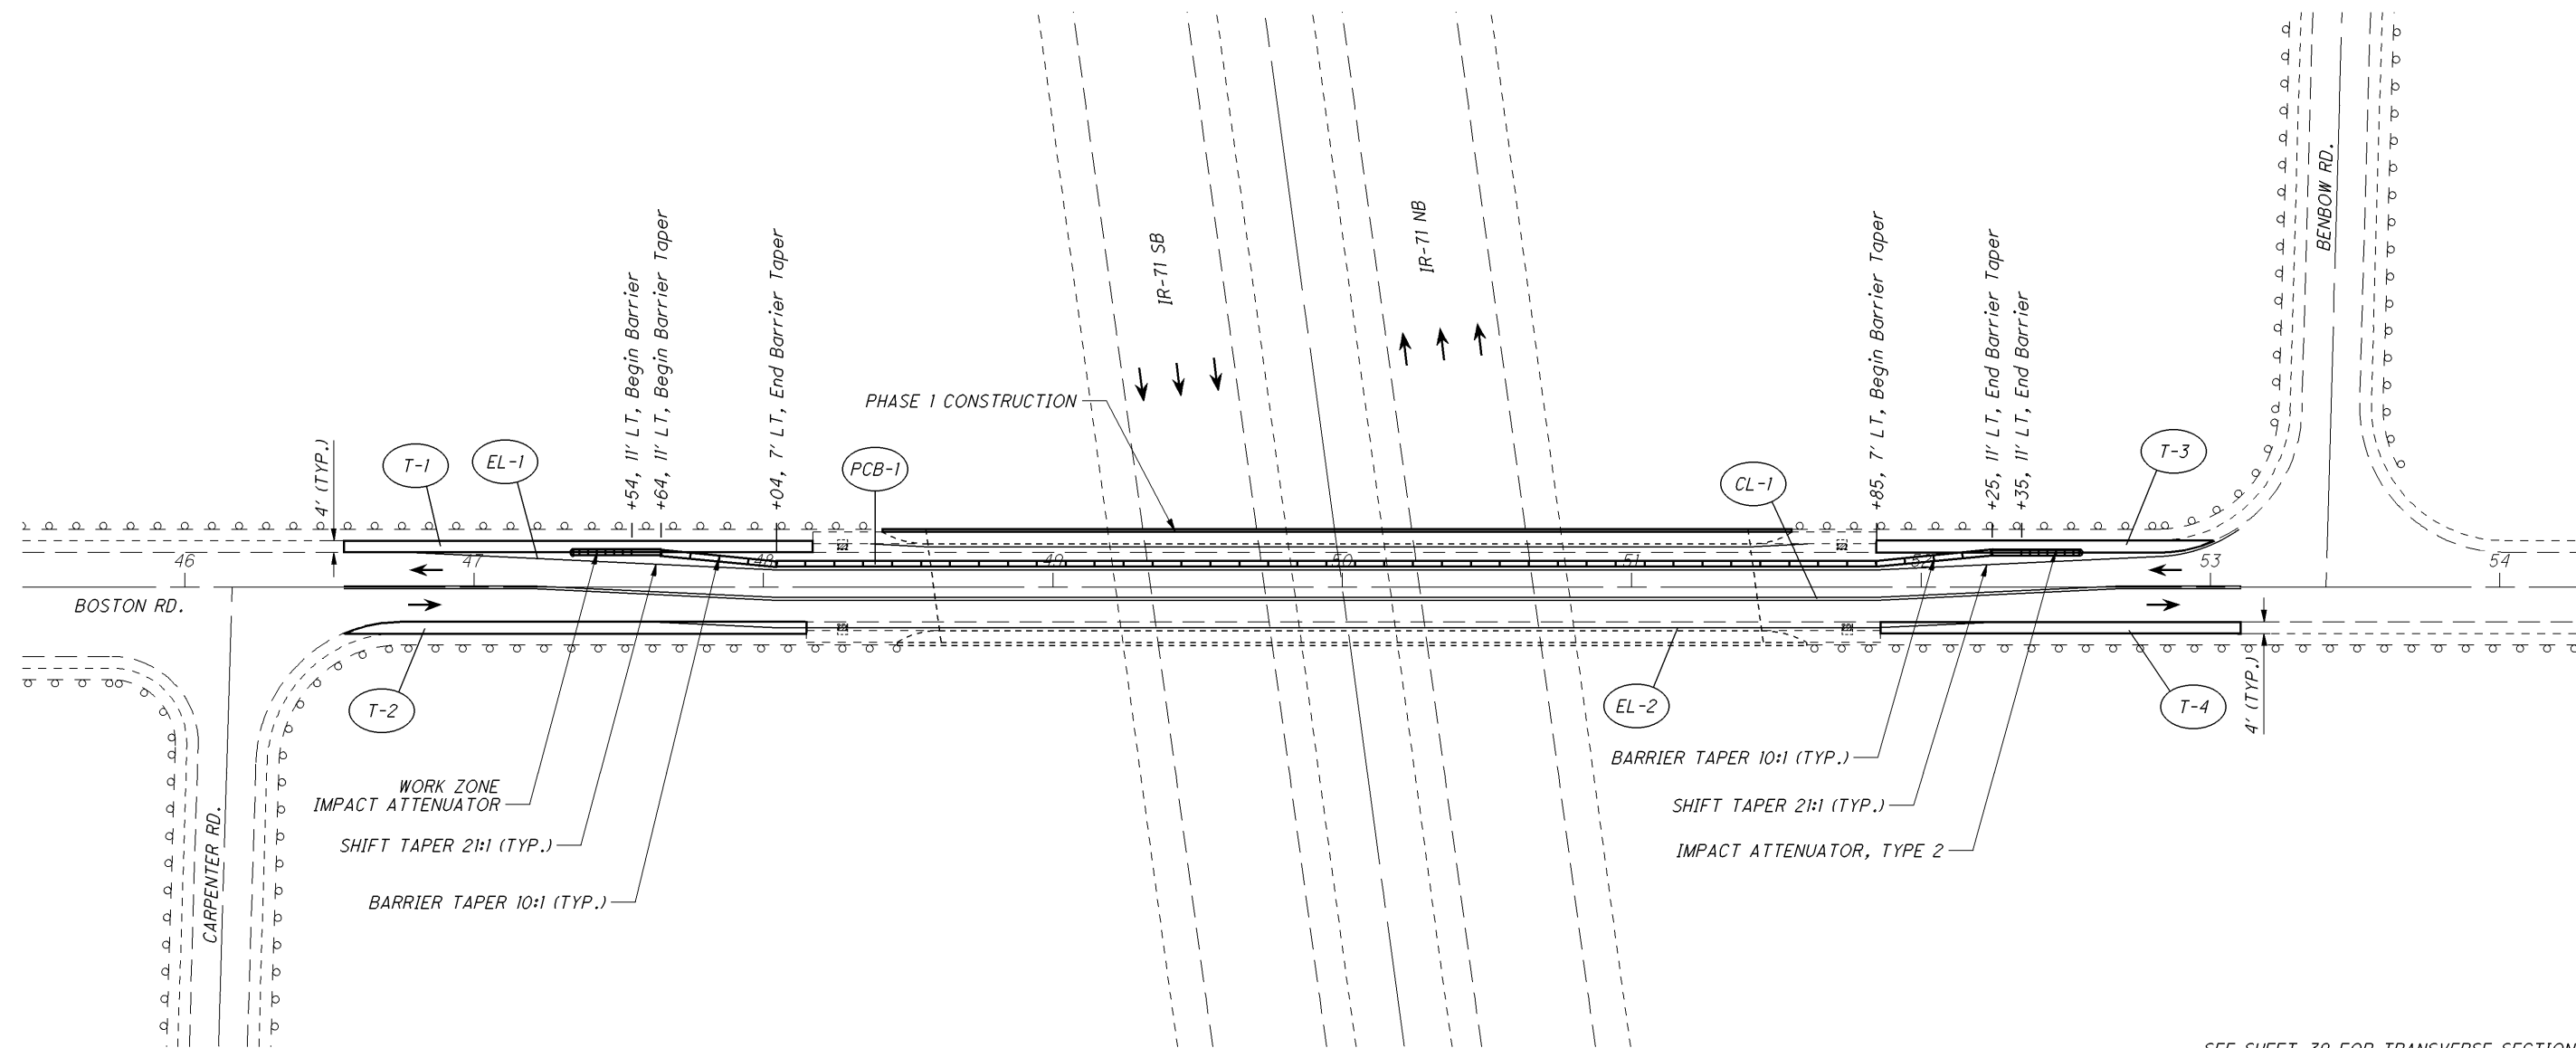 BENBOW RD.
IR-71 SB
IR-71 NB
+54, 11' LT, Begin Barrier
+64, 11' LT, Begin Barrier Taper
+04, 7' LT, End Barrier Taper
+85, 7' LT, Begin Barrier Taper
+25, 11' LT, End Barrier Taper
+35, 11' LT, End Barrier
PHASE 1 CONSTRUCTION
4' (TYP.)
T-1
EL-1
PCB-1
CL-1
T-3
46
47
48
49
50
51
52
53
54
BOSTON RD.
T-2
EL-2
T-4
4' (TYP.)
BARRIER TAPER 10:1 (TYP.)
WORK ZONE
IMPACT ATTENUATOR
SHIFT TAPER 21:1 (TYP.)
SHIFT TAPER 21:1 (TYP.)
IMPACT ATTENUATOR, TYPE 2
CARPENTER RD.
BARRIER TAPER 10:1 (TYP.)